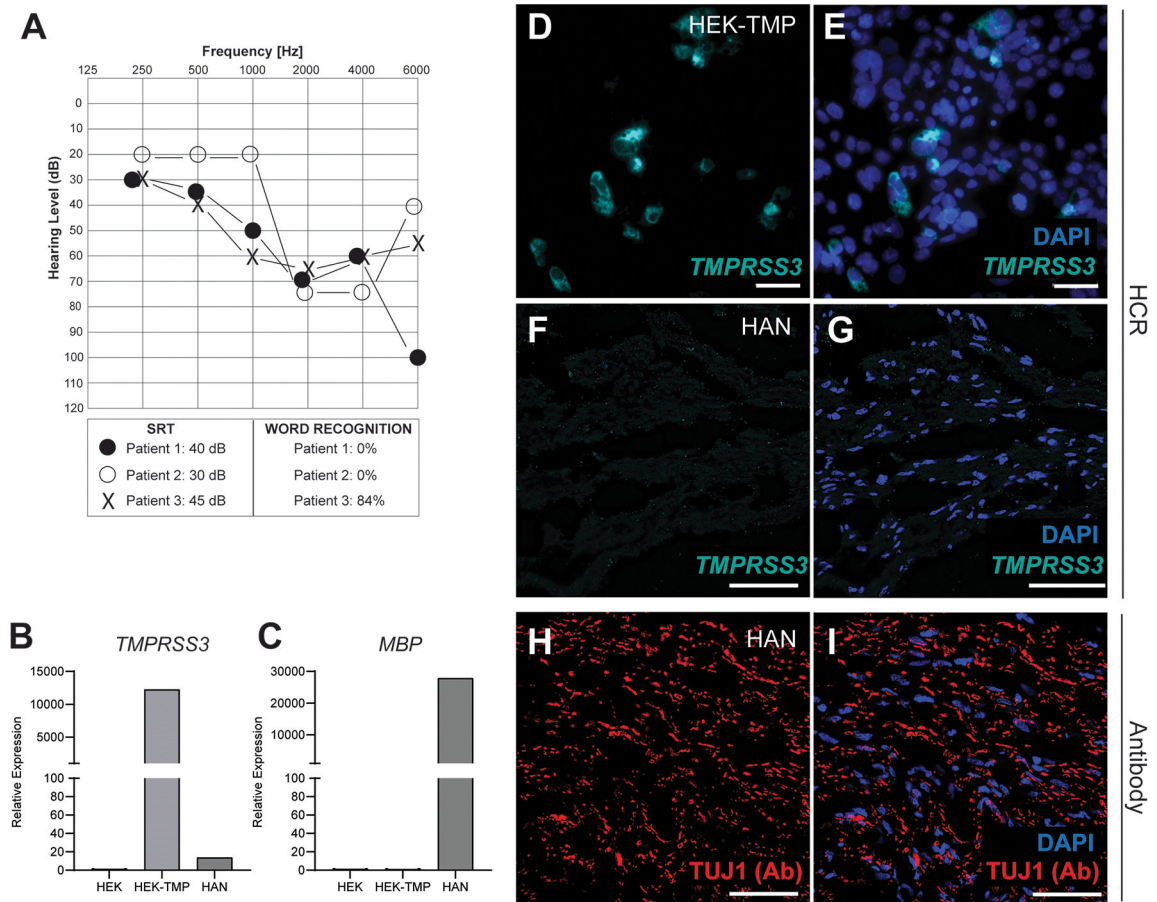 A
Frequency [Hz]
125 250 500 1000 2000 4000 6000
Hearing Level (dB)
0
10
20
30
40
50
60
70
80
90
100
110
120
SRT
Patient 1: 40 dB
Patient 2: 30 dB
X Patient 3: 45 dB
WORD RECOGNITION
Patient 1: 0%
Patient 2: 0%
Patient 3: 84%
B
TMPRSS3
Relative Expression
15000
10000
5000
100
80
60
40
20
0
HEK HEK-TMP HAN
C
MBP
Relative Expression
30000
20000
10000
100
80
60
40
20
0
HEK HEK-TMP HAN
D
HEK-TMP
TMPRSS3
E
DAPI
TMPRSS3
F
HAN
TMPRSS3
G
DAPI
TMPRSS3
HCR
H
HAN
TUJ1 (Ab)
I
DAPI
TUJ1 (Ab)
Antibody